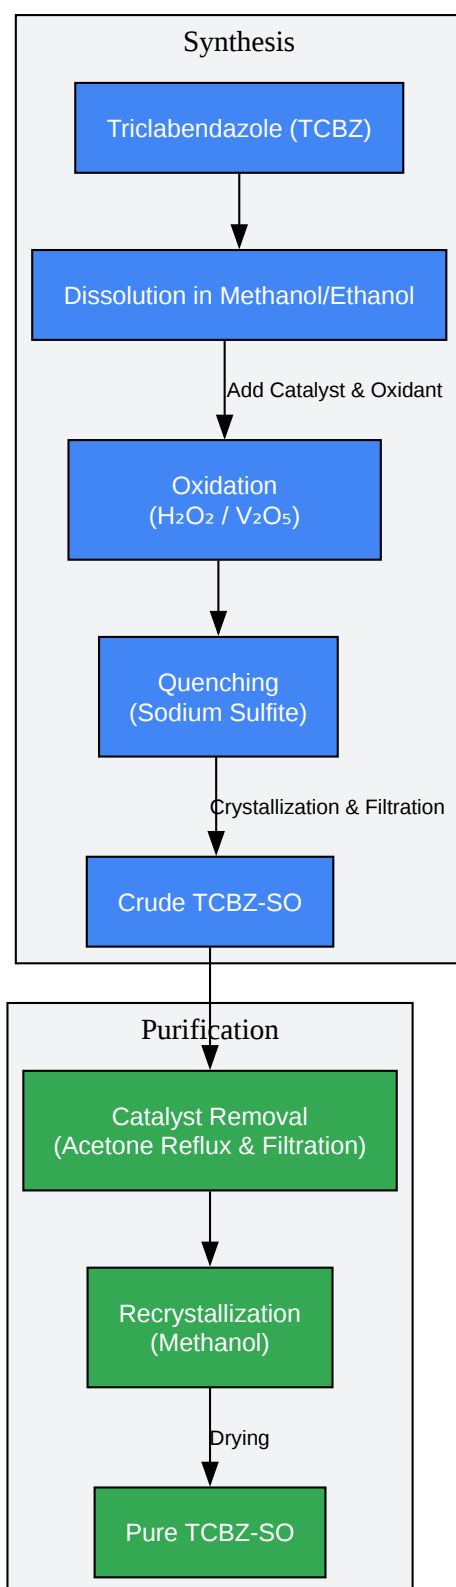 Synthesis
Triclabendazole (TCBZ)
Dissolution in Methanol/Ethanol
Add Catalyst & Oxidant
Oxidation
(H₂O₂ / V₂O₅)
Quenching
(Sodium Sulfite)
Crystallization & Filtration
Crude TCBZ-SO
Purification
Catalyst Removal
(Acetone Reflux & Filtration)
Recrystallization
(Methanol)
Drying
Pure TCBZ-SO